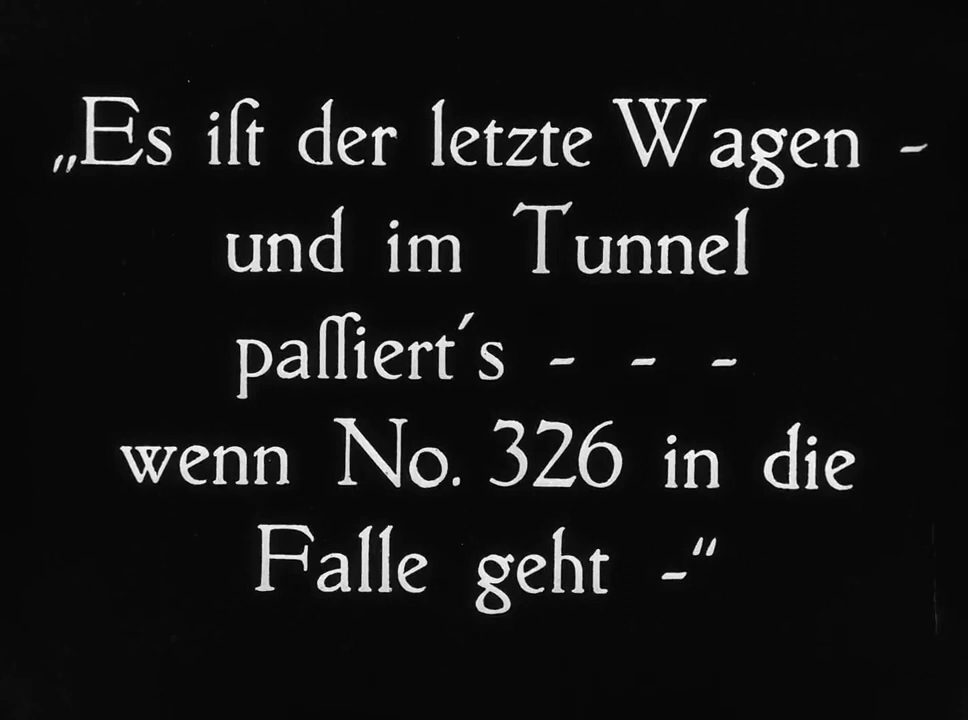 „Es iſt der letzte Wagen -
und im Tunnel
paſſiert´s - - -
wenn No. 326 in die
Falle geht -“